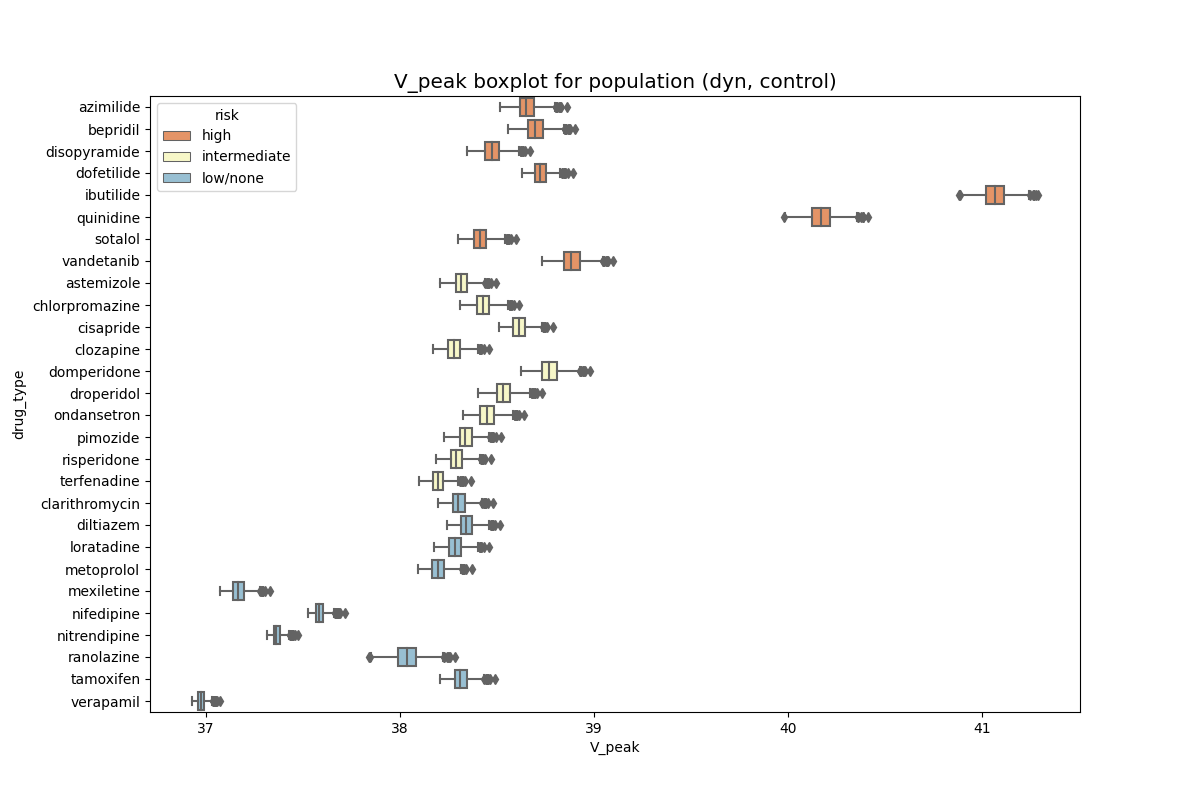 V_peak boxplot for population (dyn, control)
risk
high
intermediate
low/none
azimilide
bepridil
disopyramide
dofetilide
ibutilide
quinidine
sotalol
vandetanib
astemizole
chlorpromazine
cisapride
clozapine
domperidone
droperidol
ondansetron
pimozide
risperidone
terfenadine
clarithromycin
diltiazem
loratadine
metoprolol
mexiletine
nifedipine
nitrendipine
ranolazine
tamoxifen
verapamil
drug_type
37 38 39 40 41
V_peak